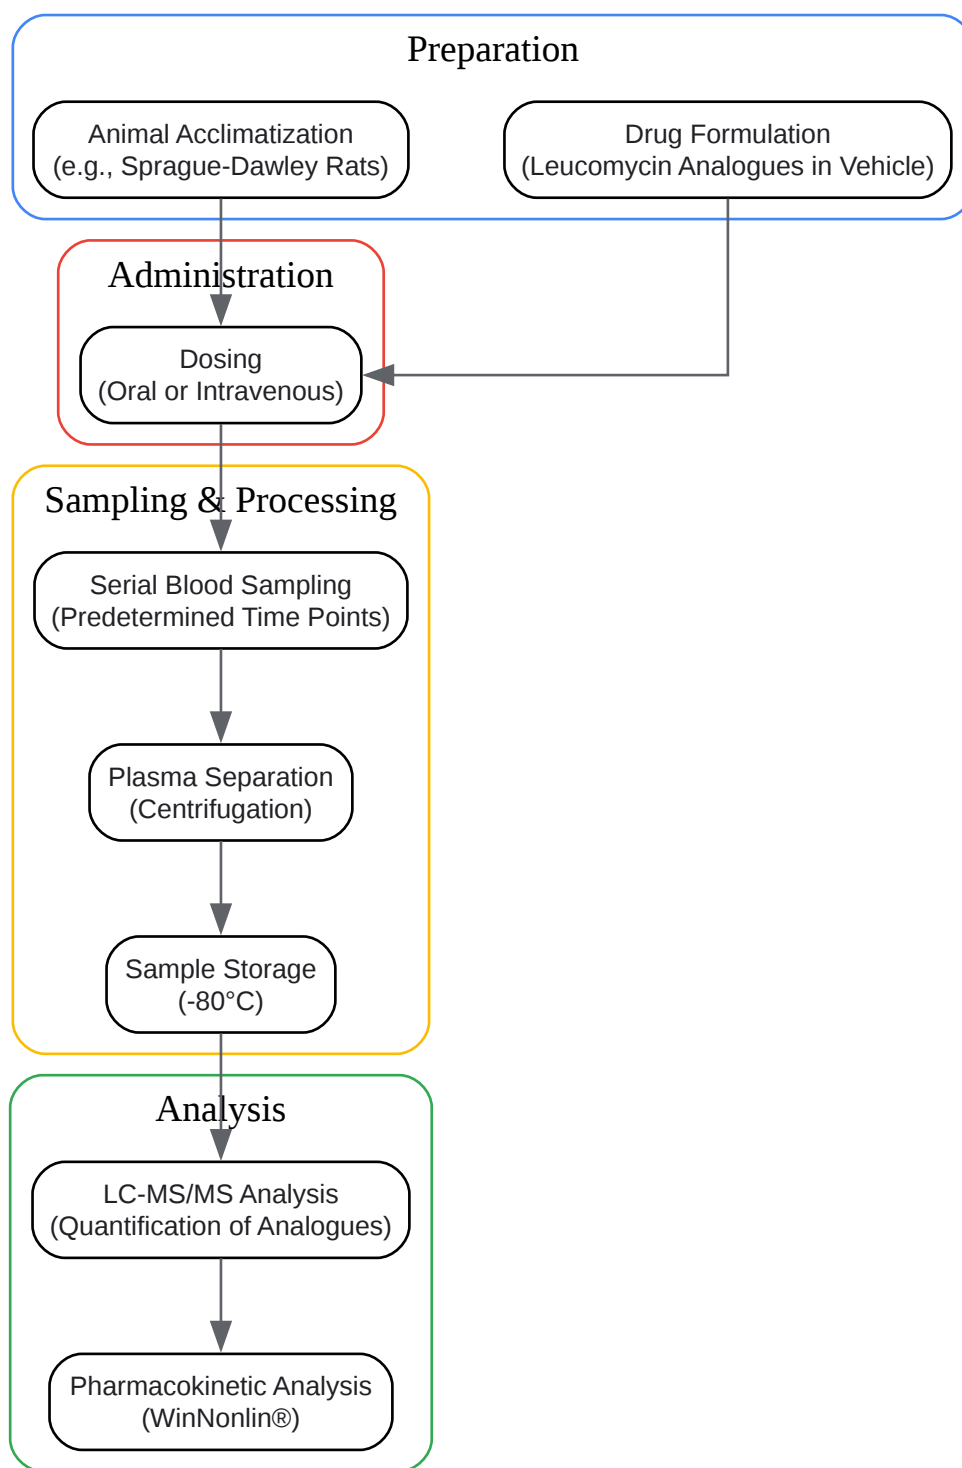 Preparation
Animal Acclimatization
(e.g., Sprague-Dawley Rats)
Drug Formulation
(Leucomycin Analogues in Vehicle)
Administration
Dosing
(Oral or Intravenous)
Sampling & Processing
Serial Blood Sampling
(Predetermined Time Points)
Plasma Separation
(Centrifugation)
Sample Storage
(-80°C)
Analysis
LC-MS/MS Analysis
(Quantification of Analogues)
Pharmacokinetic Analysis
(WinNonlin®)